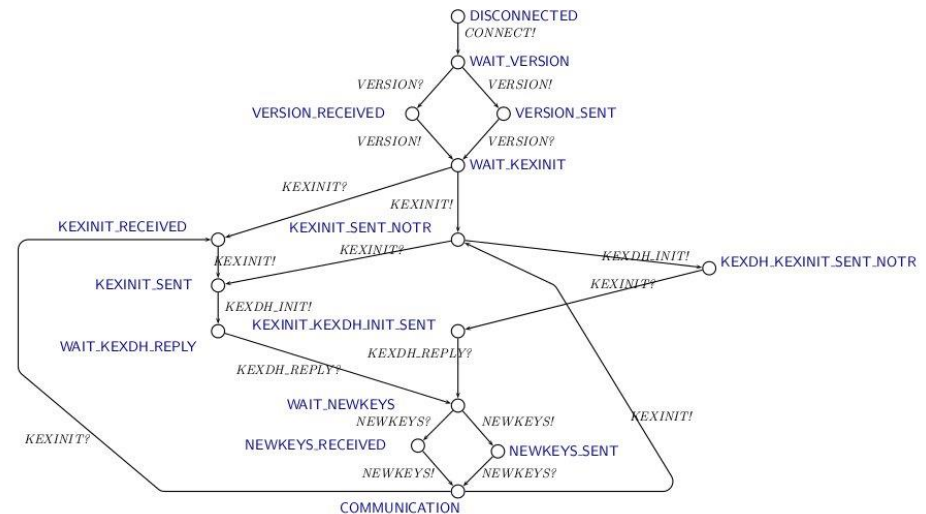 DISCONNECTED
CONNECT!
WAIT_VERSION
VERSION? VERSION!
VERSION_RECEIVED VERSION_SENT
VERSION! VERSION?
WAIT_KEXINIT
KEXINIT?
KEXINIT!
KEXINIT_RECEIVED KEXINIT_SENT_NOTR
KEXINIT? KEXDH_INIT!
KEXINIT! KEXDH_KEXINIT_SENT_NOTR
KEXINIT_SENT KEXINIT?
KEXDH_INIT!
KEXINIT_KEXDH_INIT_SENT
WAIT_KEXDH_REPLY KEXDH_REPLY?
KEXDH_REPLY?
WAIT_NEWKEYS
KEXINIT!
NEWKEYS? NEWKEYS!
KEXINIT? NEWKEYS_RECEIVED NEWKEYS_SENT
NEWKEYS! NEWKEYS?
COMMUNICATION